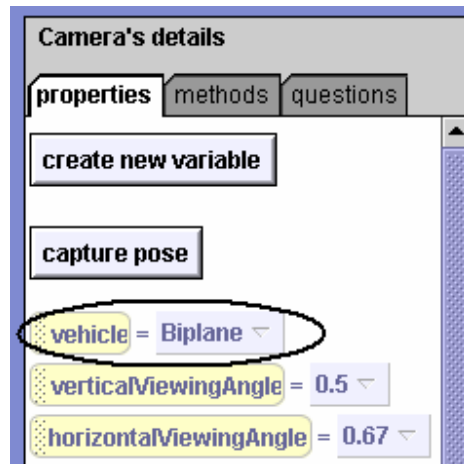 Camera's details
properties methods questions
create new variable
capture pose
vehicle = Biplane
verticalViewingAngle = 0.5
horizontalViewingAngle = 0.67